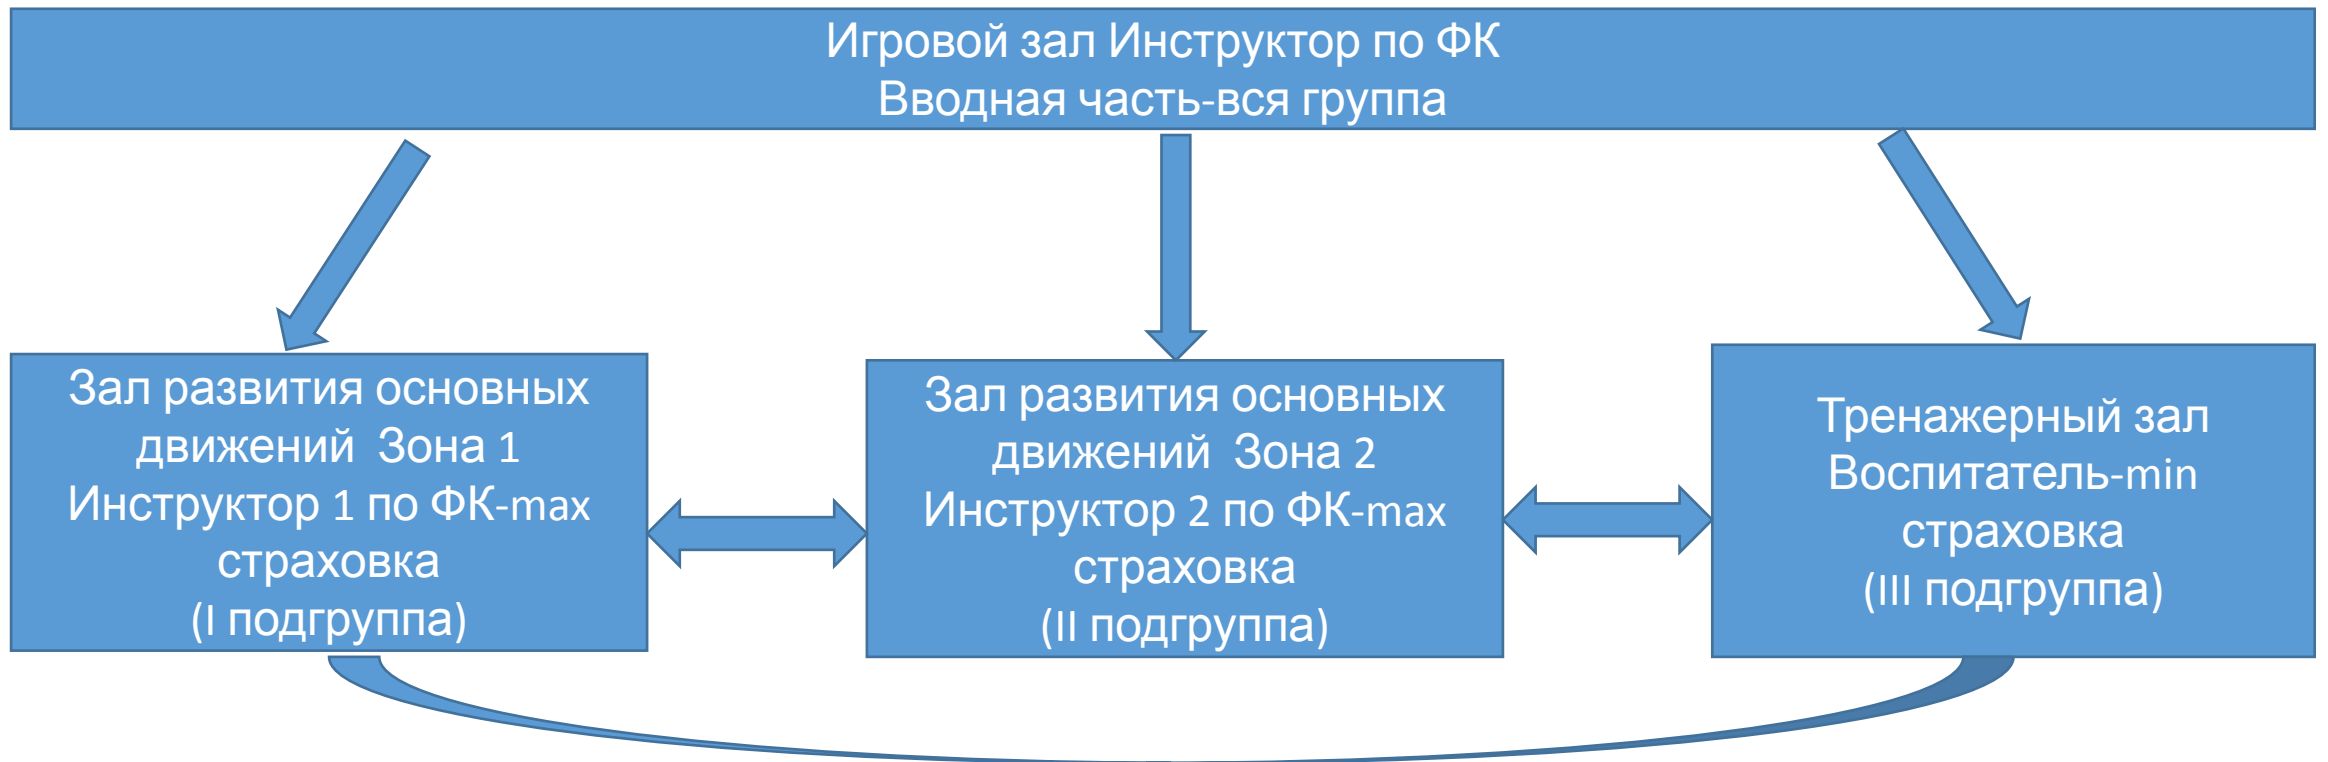 Игровой зал Инструктор по ФК
Вводная часть-вся группа
Зал развития основных
движений Зона 1
Инструктор 1 по ФК-max
страховка
(I подгруппа)
Зал развития основных
движений Зона 2
Инструктор 2 по ФК-max
страховка
(II подгруппа)
Тренажерный зал
Воспитатель-min
страховка
(III подгруппа)